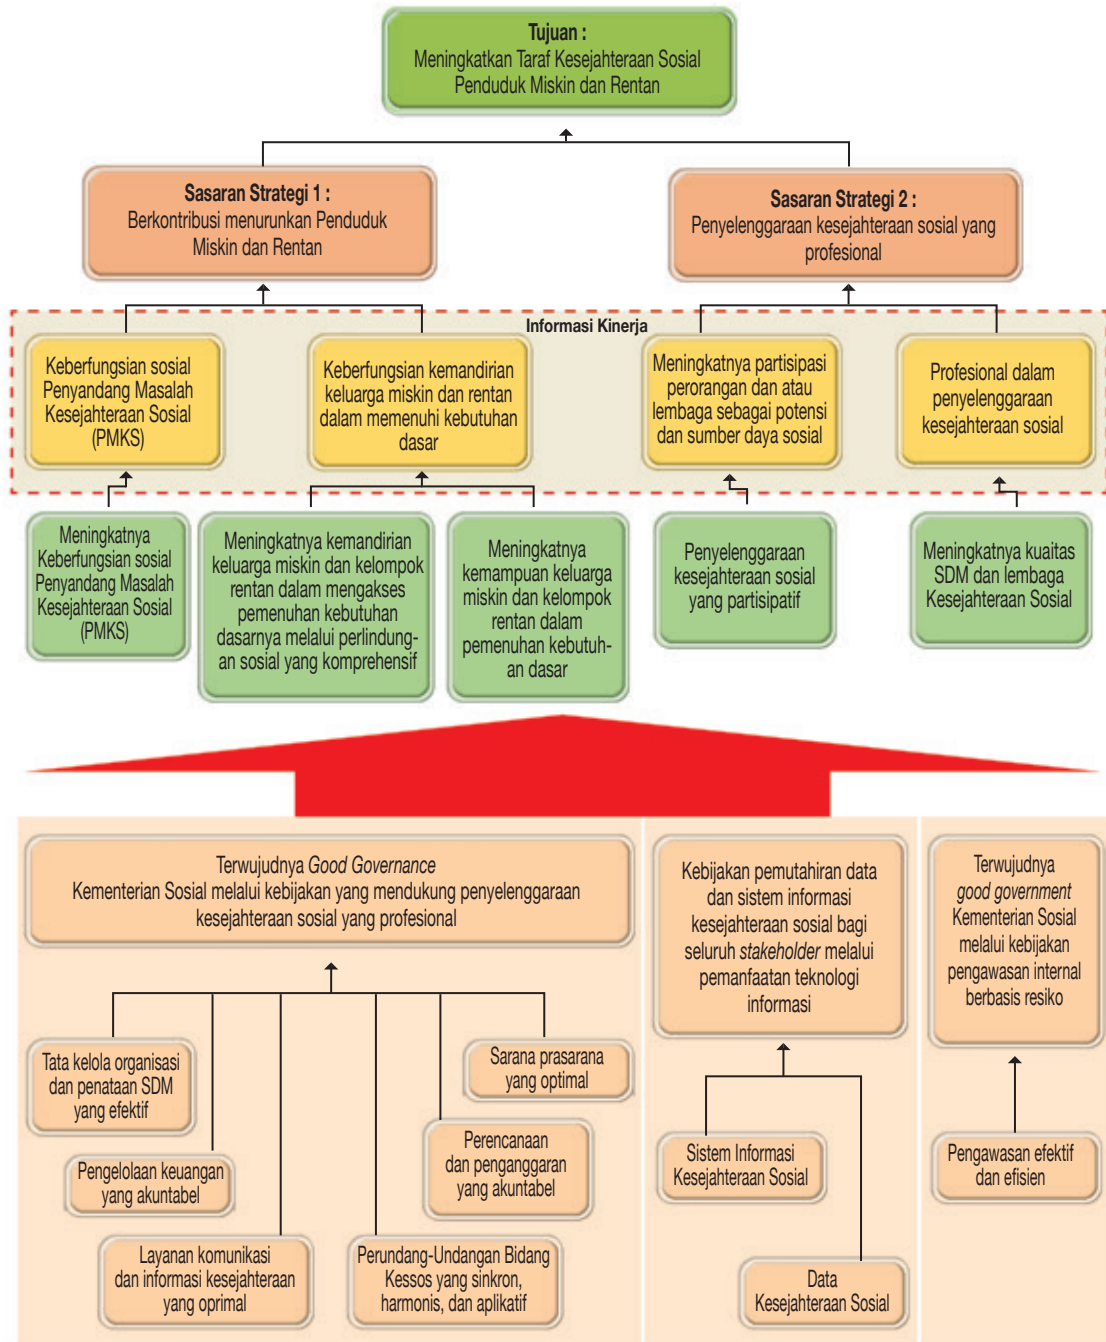 Tujuan :
Meningkatkan Taraf Kesejahteraan Sosial
Penduduk Miskin dan Rentan
Sasaran Strategi 1 :
Berkontribusi menurunkan Penduduk
Miskin dan Rentan
Sasaran Strategi 2 :
Penyelenggaraan kesejahteraan sosial yang
profesional
Informasi Kinerja
Keberfungsian sosial
Penyandang Masalah
Kesejahteraan Sosial
(PMKS)
Keberfungsian kemandirian
keluarga miskin dan rentan
dalam memenuhi kebutuhan
dasar
Meningkatnya partisipasi
perorangan dan atau
lembaga sebagai potensi
dan sumber daya sosial
Profesional dalam
penyelenggaraan
kesejahteraan sosial
Meningkatnya
Keberfungsian sosial
Penyandang Masalah
Kesejahteraan Sosial
(PMKS)
Meningkatnya kemandirian
keluarga miskin dan kelompok
rentan dalam mengakses
pemenuhan kebutuhan
dasarnya melalui perlindung-
an sosial yang komprehensif
Meningkatnya
kemampuan keluarga
miskin dan kelompok
rentan dalam
pemenuhan kebutuh-
an dasar
Penyelenggaraan
kesejahteraan sosial
yang partisipatif
Meningkatnya kuaitas
SDM dan lembaga
Kesejahteraan Sosial
Terwujudnya Good Governance
Kementerian Sosial melalui kebijakan yang mendukung penyelenggaraan
kesejahteraan sosial yang profesional
Kebijakan pemutahiran data
dan sistem informasi
kesejahteraan sosial bagi
seluruh stakeholder melalui
pemanfaatan teknologi
informasi
Terwujudnya
good government
Kementerian Sosial
melalui kebijakan
pengawasan internal
berbasis resiko
Tata kelola organisasi
dan penataan SDM
yang efektif
Sarana prasarana
yang optimal
Pengelolaan keuangan
yang akuntabel
Perencanaan
dan penganggaran
yang akuntabel
Layanan komunikasi
dan informasi kesejahteraan
yang oprimal
Perundang-Undangan Bidang
Kessos yang sinkron,
harmonis, dan aplikatif
Sistem Informasi
Kesejahteraan Sosial
Data
Kesejahteraan Sosial
Pengawasan efektif
dan efisien